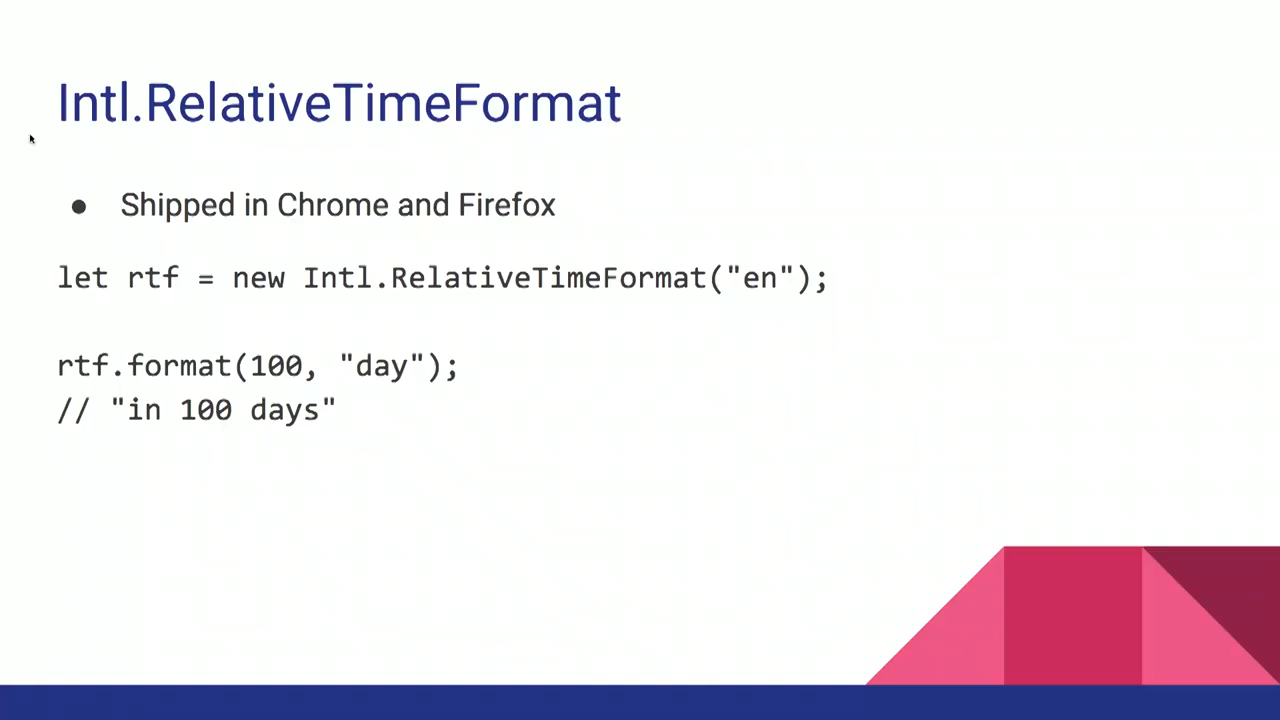 Intl.RelativeTimeFormat
● Shipped in Chrome and Firefox
let rtf = new Intl.RelativeTimeFormat("en");
rtf.format(100, "day");
// "in 100 days"